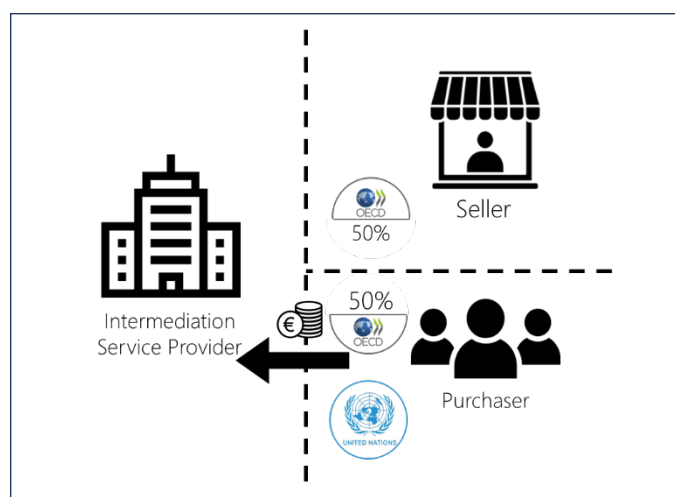 Seller
OECD
50%
50%
OECD
€
Intermediation
Service Provider
Purchaser
UNITED NATIONS